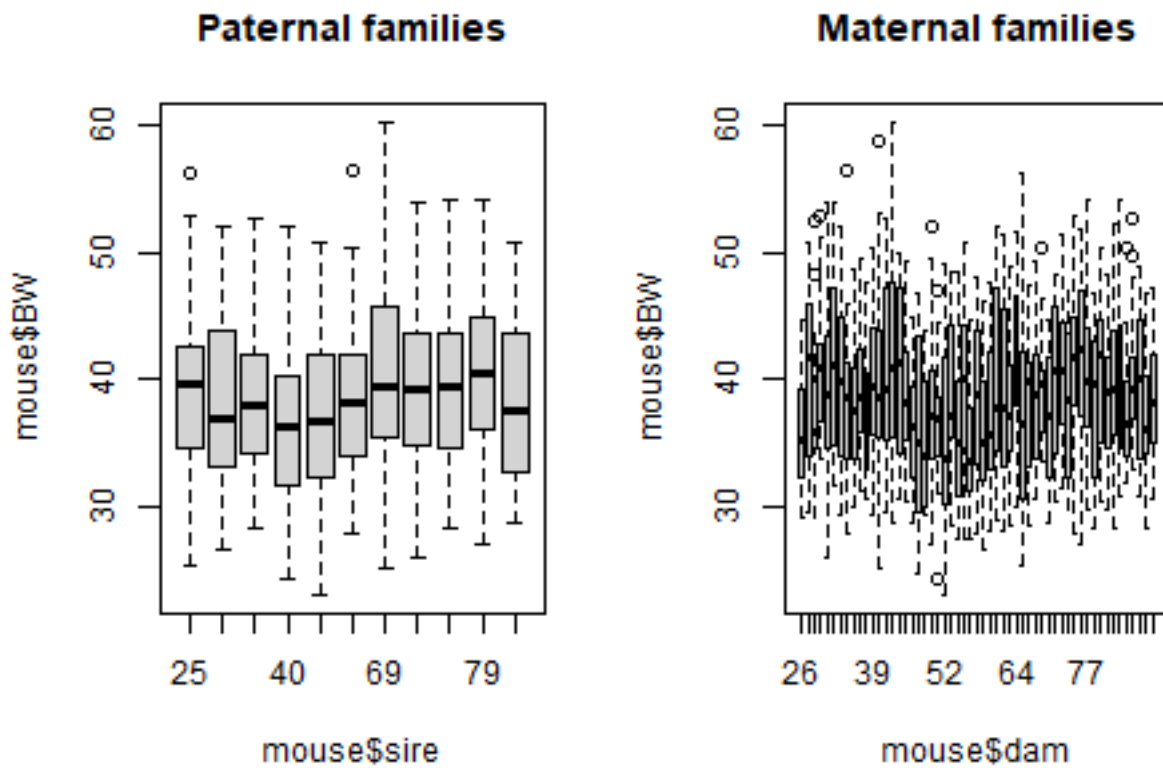 Paternal families
60
50
40
30
mouse$BW
25 40 69 79
mouse$sire
Maternal families
60
50
40
30
mouse$BW
26 39 52 64 77
mouse$dam